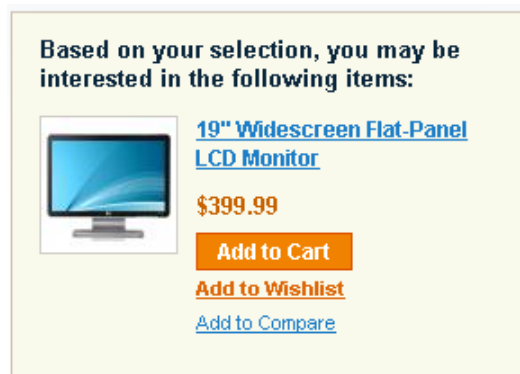 Based on your selection, you may be
interested in the following items:
19" Widescreen Flat-Panel
LCD Monitor
$399.99
Add to Cart
Add to Wishlist
Add to Compare